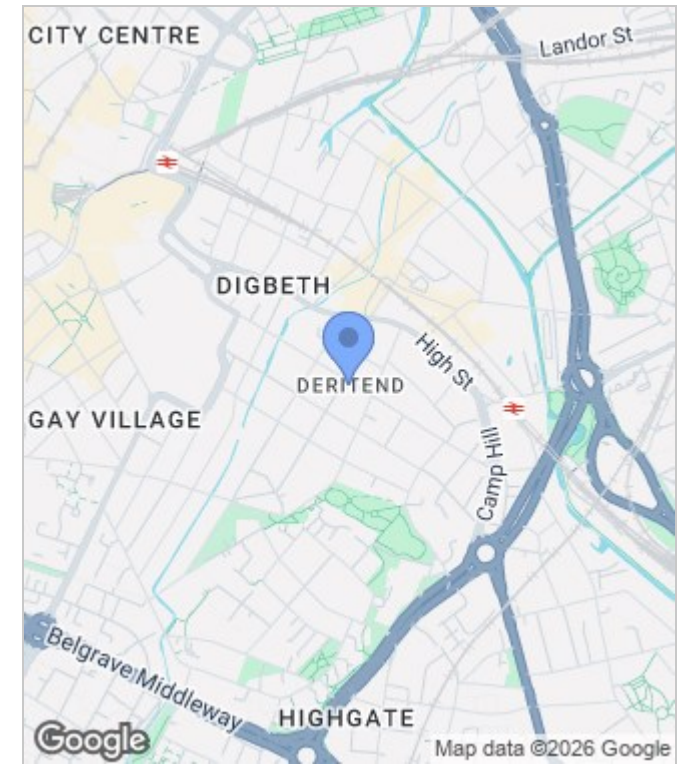 CITY CENTRE
Landor St
DIGBETH
High St
DERITEND
GAY VILLAGE
Camp Hill
Belgrave Middleway
HIGHGATE
Google
Map data ©2026 Google